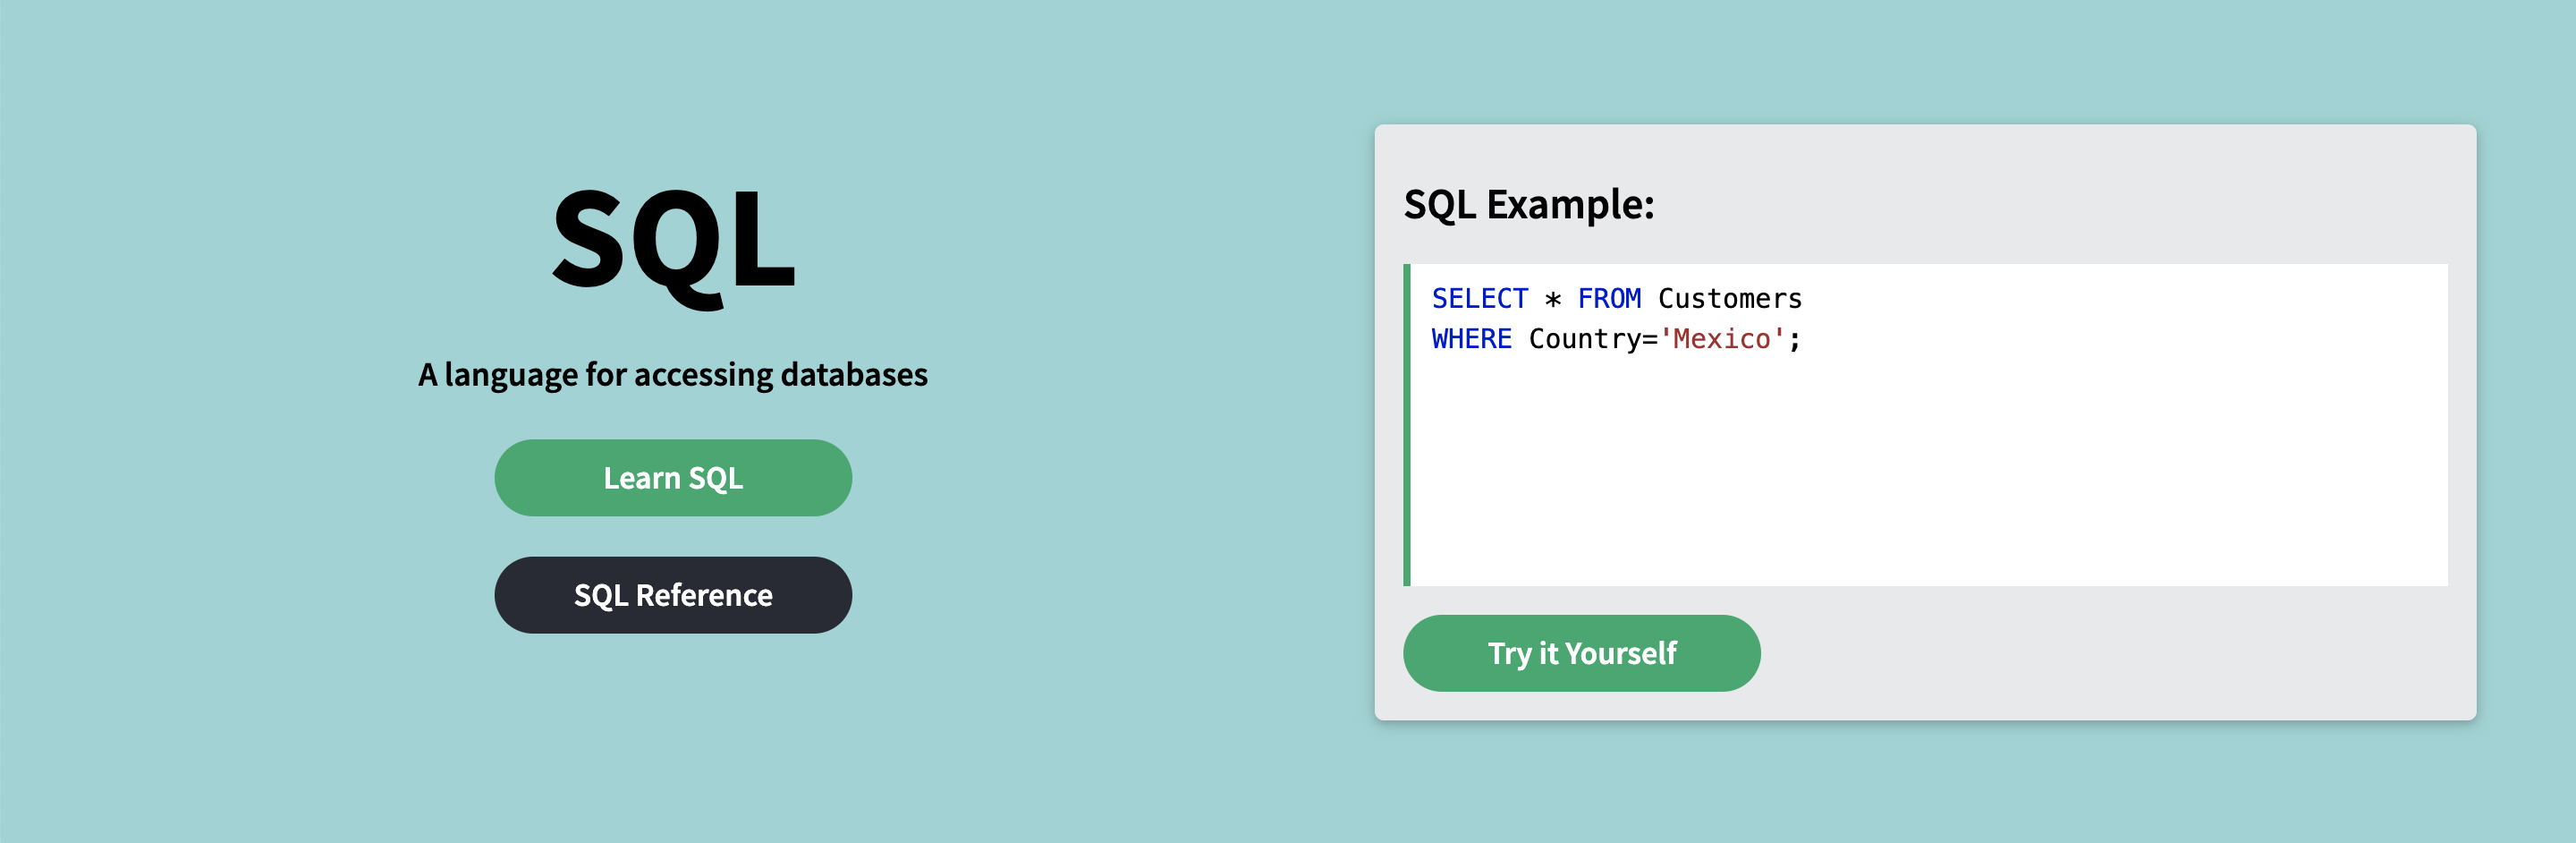 SQL
A language for accessing databases
Learn SQL
SQL Reference
SQL Example:
SELECT * FROM Customers
WHERE Country='Mexico';
Try it Yourself